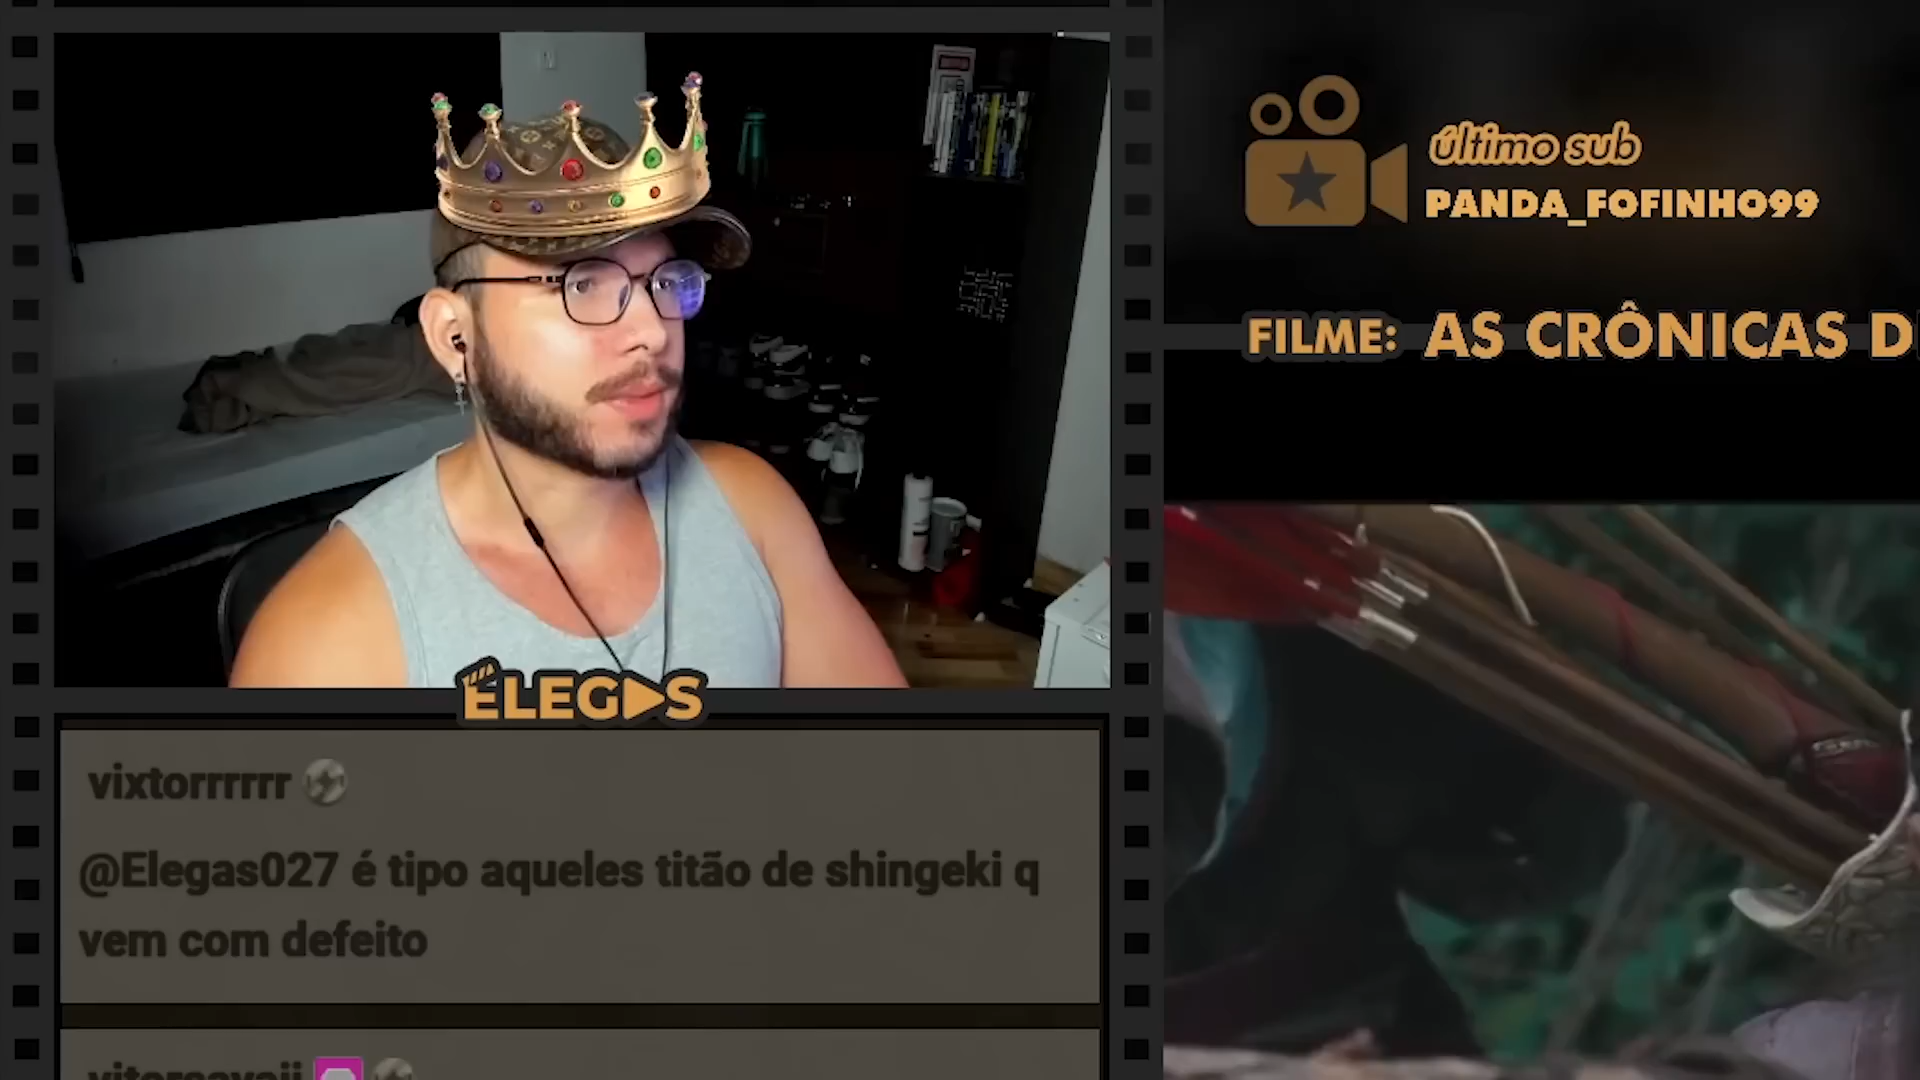 último sub
PANDA_FOFINHO99
FILME: AS CRÔNICAS D
ELEGAS
vixtorrrrrr
@Elegas027 é tipo aqueles titão de shingeki q
vem com defeito